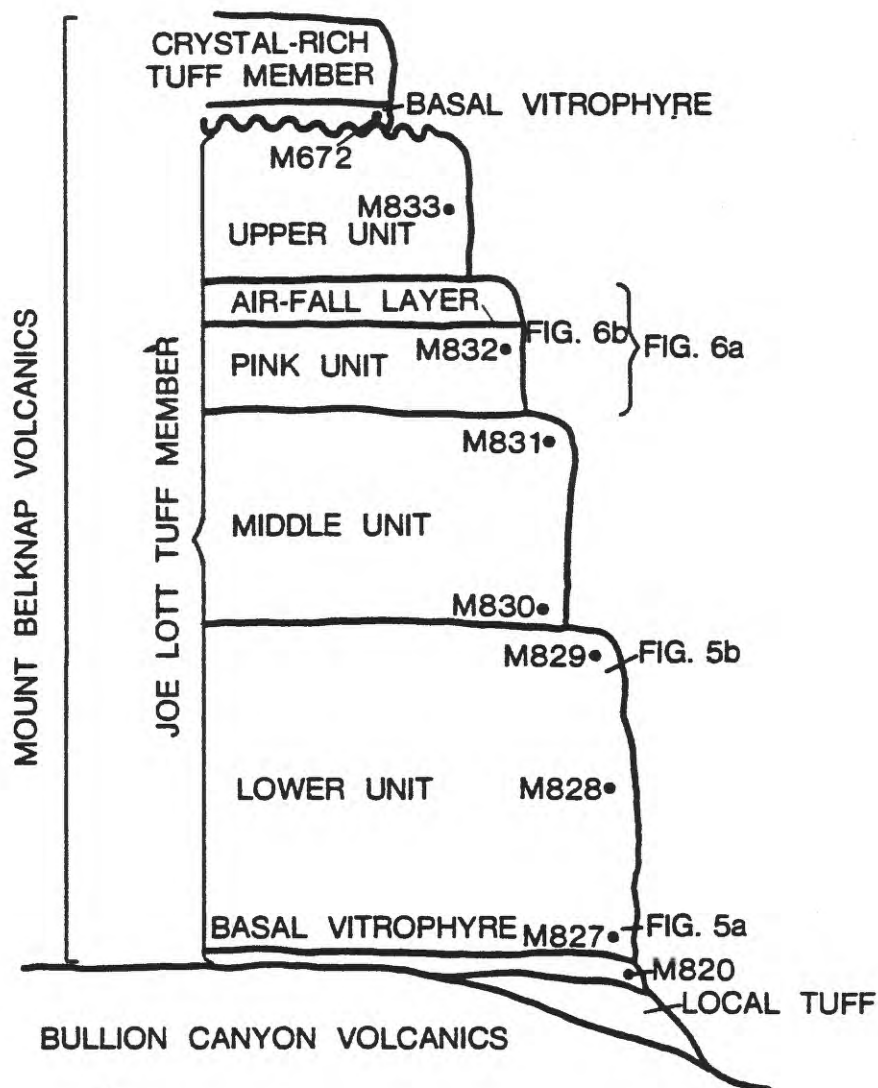 CRYSTAL-RICH
TUFF MEMBER
BASAL VITROPHYRE
M672
M833
UPPER UNIT
AIR-FALL LAYER
FIG. 6b
FIG. 6a
M832
PINK UNIT
M831
MIDDLE UNIT
M830
M829
FIG. 5b
LOWER UNIT
M828
BASAL VITROPHYRE
M827
FIG. 5a
M820
LOCAL TUFF
BULLION CANYON VOLCANICS
JOE LOTT TUFF MEMBER
MOUNT BELKNAP VOLCANICS